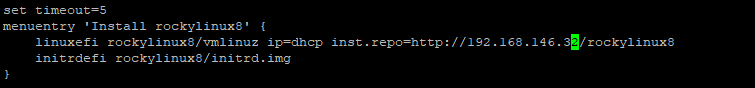 set timeout=5
menuentry 'Install rockylinux8' {
    linuxefi rockylinux8/vmlinuz ip=dhcp inst.repo=http://192.168.146.32/rockylinux8
    initrdefi rockylinux8/initrd.img
}